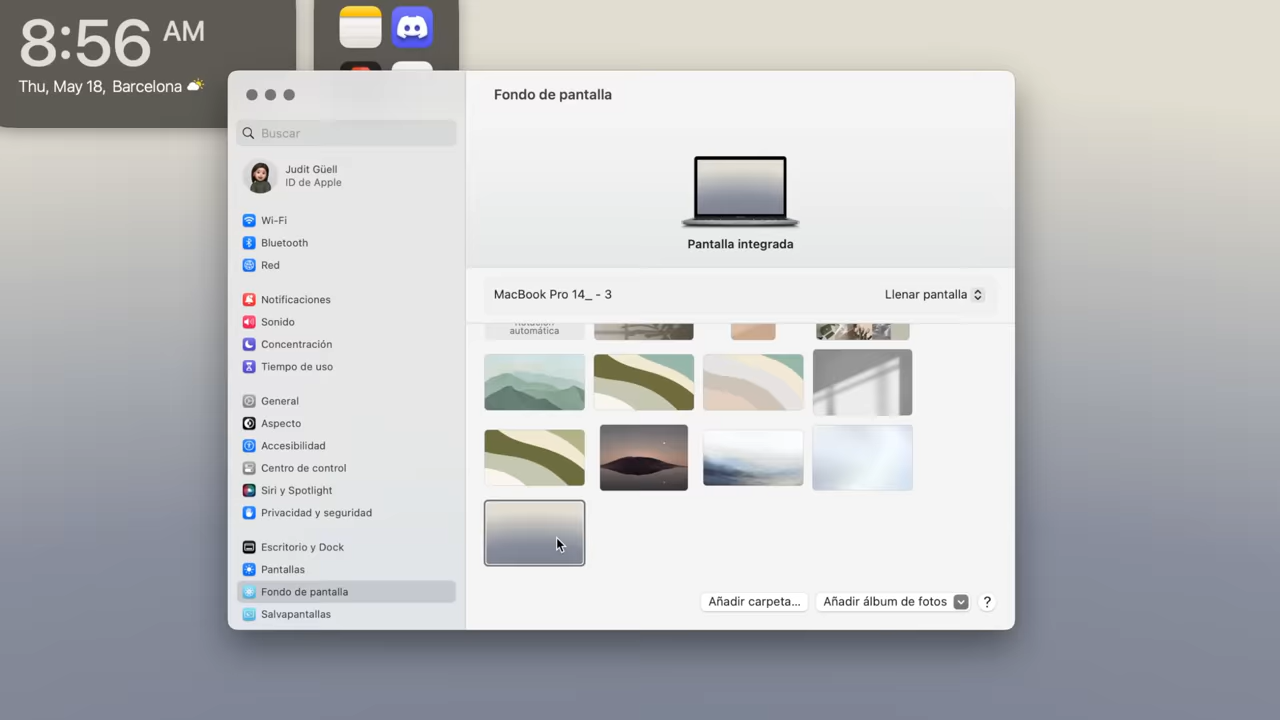 8:56 AM
Thu, May 18, Barcelona
Fondo de pantalla
Buscar
Judit Güell
ID de Apple
Wi-Fi
Bluetooth
Red
Notificaciones
Sonido
Concentración
Tiempo de uso
General
Aspecto
Accesibilidad
Centro de control
Siri y Spotlight
Privacidad y seguridad
Escritorio y Dock
Pantallas
Fondo de pantalla
Salvapantallas
Pantalla integrada
MacBook Pro 14_ - 3
Llenar pantalla
Rotación
automática
Añadir carpeta...
Añadir álbum de fotos
?